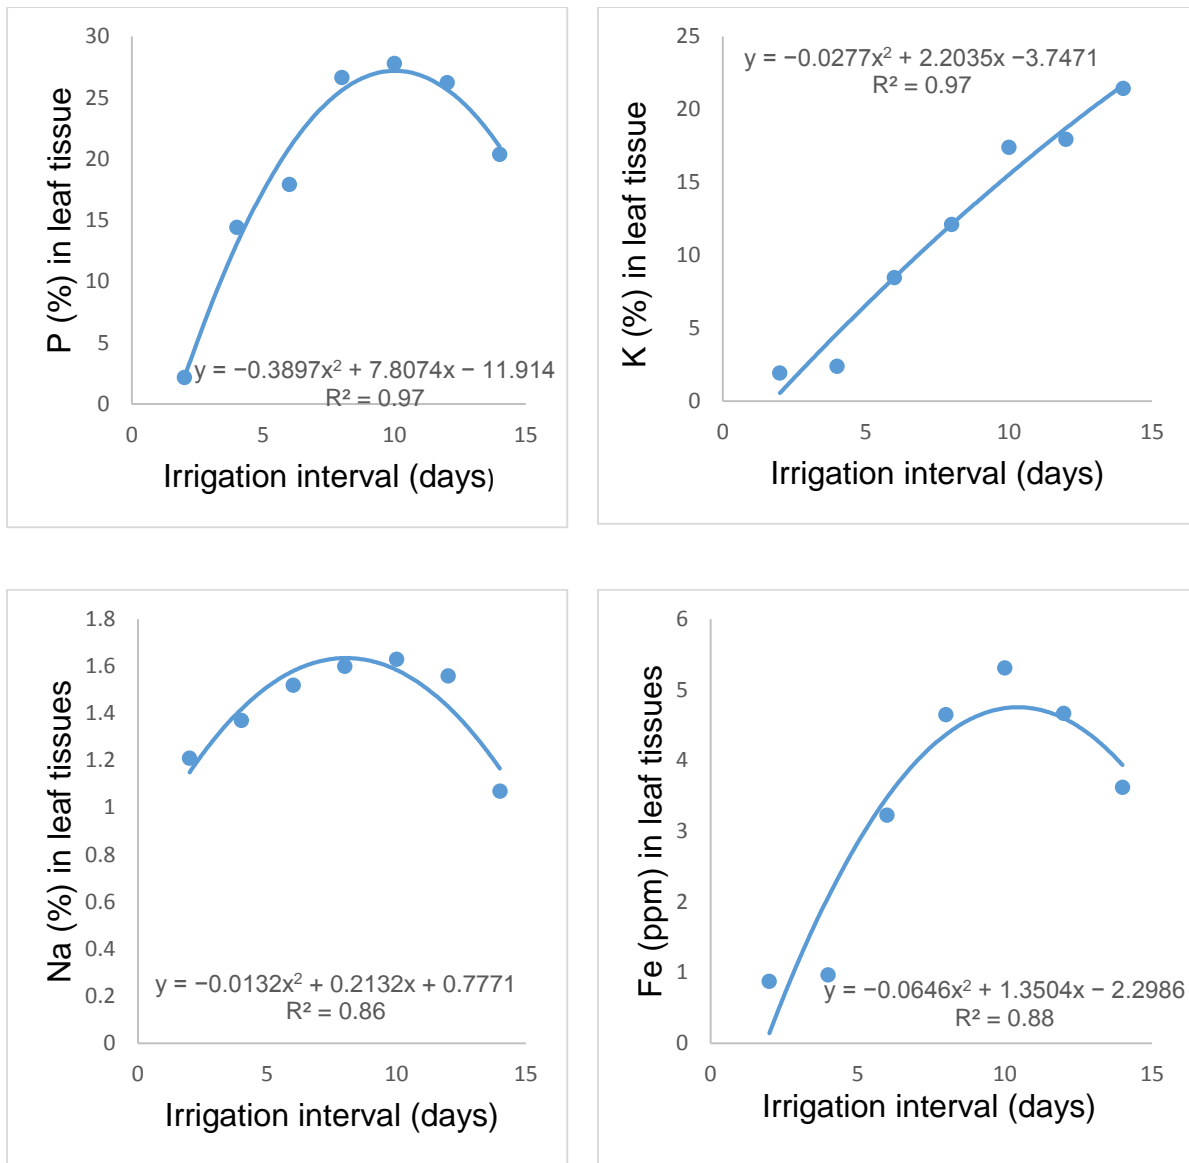 P (%) in leaf tissue
30
25
20
15
10
5
0
y = −0.3897x² + 7.8074x − 11.914
R² = 0.97
0 5 10 15
Irrigation interval (days)
K (%) in leaf tissue
25
20
15
10
5
0
y = −0.0277x² + 2.2035x −3.7471
R² = 0.97
0 5 10 15
Irrigation interval (days)
Na (%) in leaf tissues
1.8
1.6
1.4
1.2
1
0.8
0.6
0.4
0.2
0
y = −0.0132x² + 0.2132x + 0.7771
R² = 0.86
0 5 10 15
Irrigation interval (days)
Fe (ppm) in leaf tissues
6
5
4
3
2
1
0
y = −0.0646x² + 1.3504x − 2.2986
R² = 0.88
0 5 10 15
Irrigation interval (days)